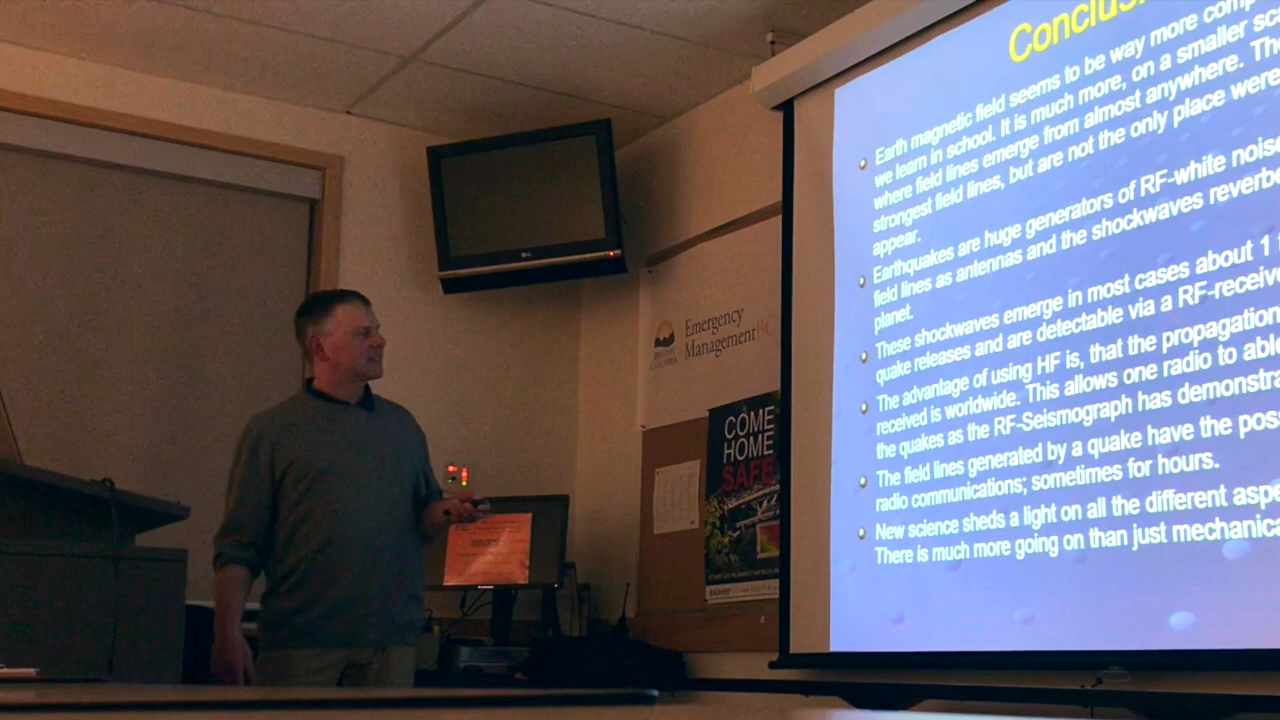 Conclus
Earth magnetic field seems to be way more comp
we learn in school. It is much more, on a smaller sc
where field lines emerge from almost anywhere. The
strongest field lines, but are not the only place were
appear.
Earthquakes are huge generators of RF-white noise
field lines as antennas and the shockwaves reverbe
planet.
These shockwaves emerge in most cases about 1
quake releases and are detectable via a RF-receive
The advantage of using HF is, that the propagation
received is worldwide. This allows one radio to able
the quakes as the RF-Seismograph has demonstra
The field lines generated by a quake have the pos
radio communications; sometimes for hours.
New science sheds a light on all the different aspe
There is much more going on than just mechanica
LG
Emergency
ManagementBC
BRITISH
COLUMBIA
COME
HOME
SAFE